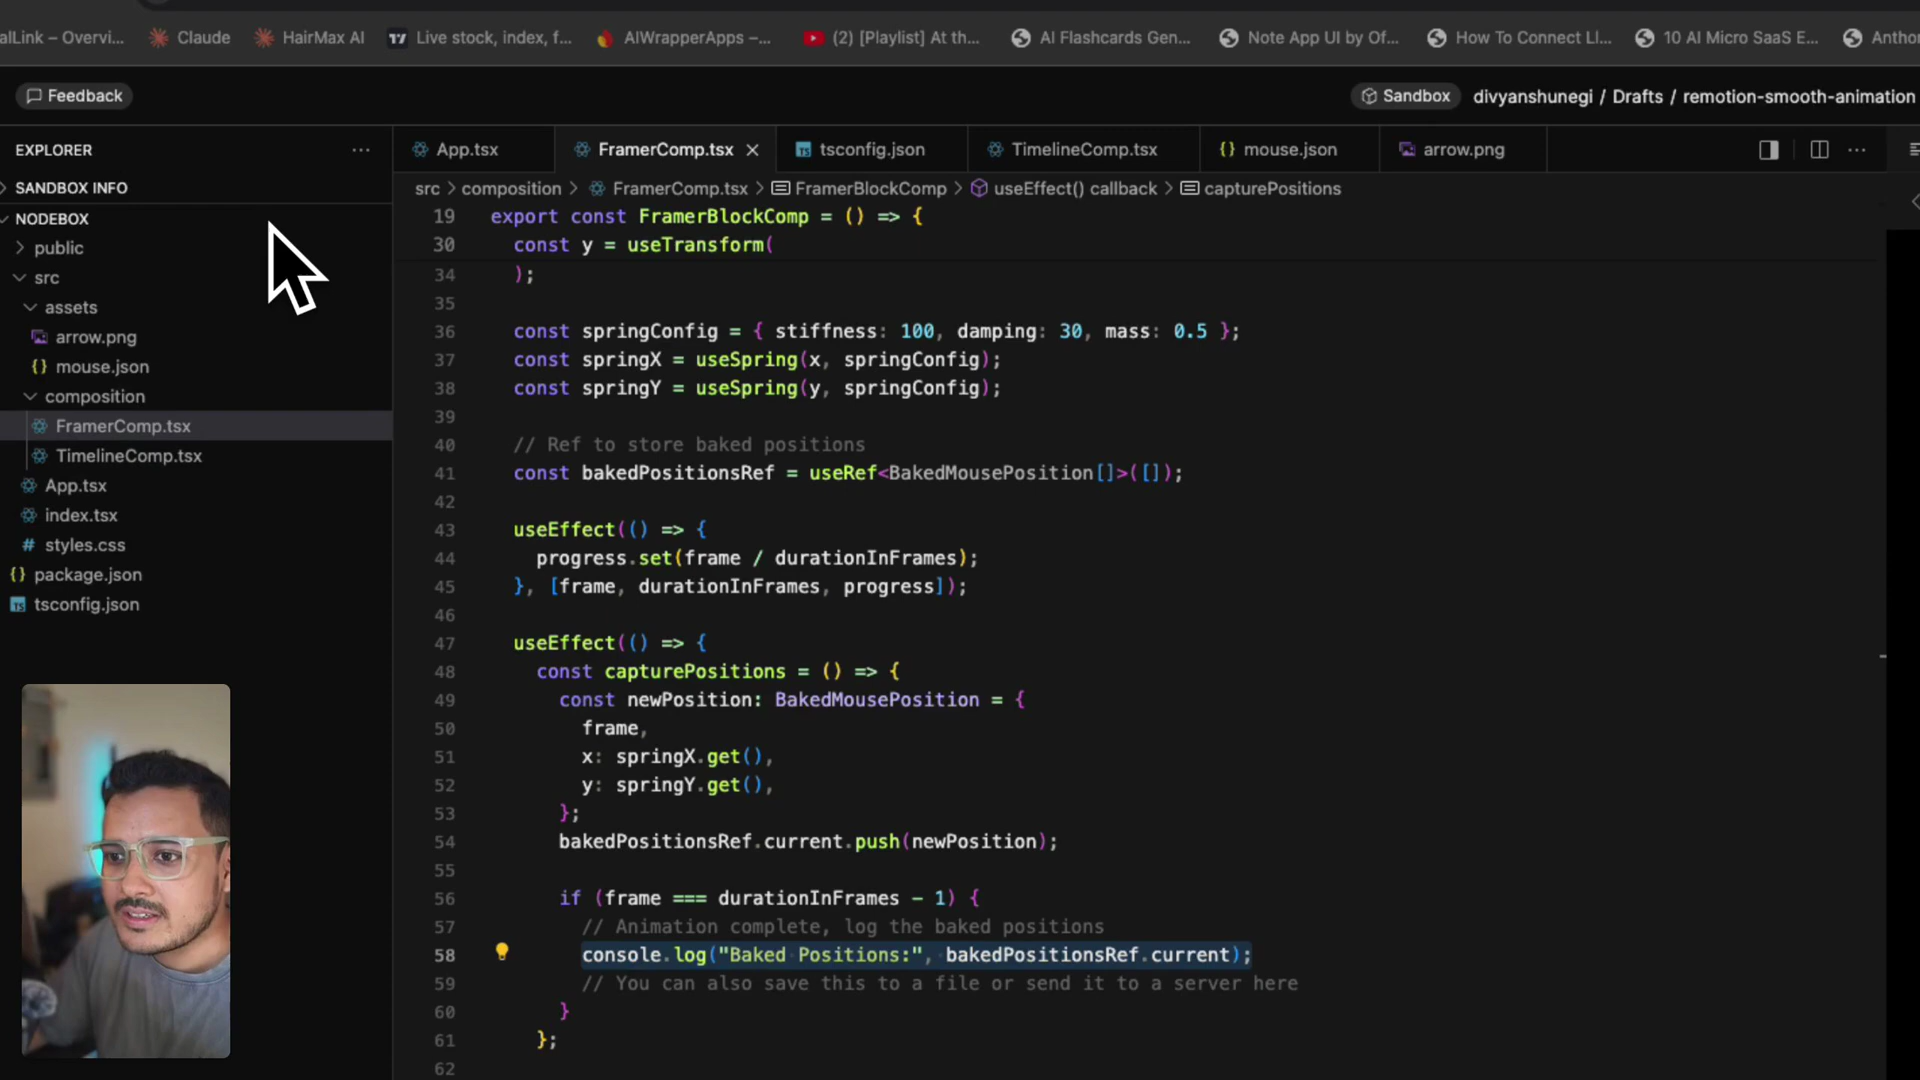 alLink – Overvi...
Claude
HairMax AI
Live stock, index, f...
AIWrapperApps –...
(2) [Playlist] At th...
AI Flashcards Gen...
Note App UI by Of...
How To Connect LI...
10 AI Micro SaaS E...
Anthro
Feedback
Sandbox
divyanshunegi / Drafts / remotion-smooth-animation
EXPLORER
SANDBOX INFO
NODEBOX
public
src
assets
arrow.png
mouse.json
composition
FramerComp.tsx
TimelineComp.tsx
App.tsx
index.tsx
styles.css
package.json
tsconfig.json
App.tsx
FramerComp.tsx
tsconfig.json
TimelineComp.tsx
mouse.json
arrow.png
src > composition > FramerComp.tsx > FramerBlockComp > useEffect() callback > capturePositions
19 export const FramerBlockComp = () => {
30 const y = useTransform(
34 );
35
36 const springConfig = { stiffness: 100, damping: 30, mass: 0.5 };
37 const springX = useSpring(x, springConfig);
38 const springY = useSpring(y, springConfig);
39
40 // Ref to store baked positions
41 const bakedPositionsRef = useRef<BakedMousePosition[]>([]);
42
43 useEffect(() => {
44 progress.set(frame / durationInFrames);
45 }, [frame, durationInFrames, progress]);
46
47 useEffect(() => {
48 const capturePositions = () => {
49 const newPosition: BakedMousePosition = {
50 frame,
51 x: springX.get(),
52 y: springY.get(),
53 };
54 bakedPositionsRef.current.push(newPosition);
55
56 if (frame === durationInFrames - 1) {
57 // Animation complete, log the baked positions
58 console.log("Baked Positions:", bakedPositionsRef.current);
59 // You can also save this to a file or send it to a server here
60 }
61 };
62